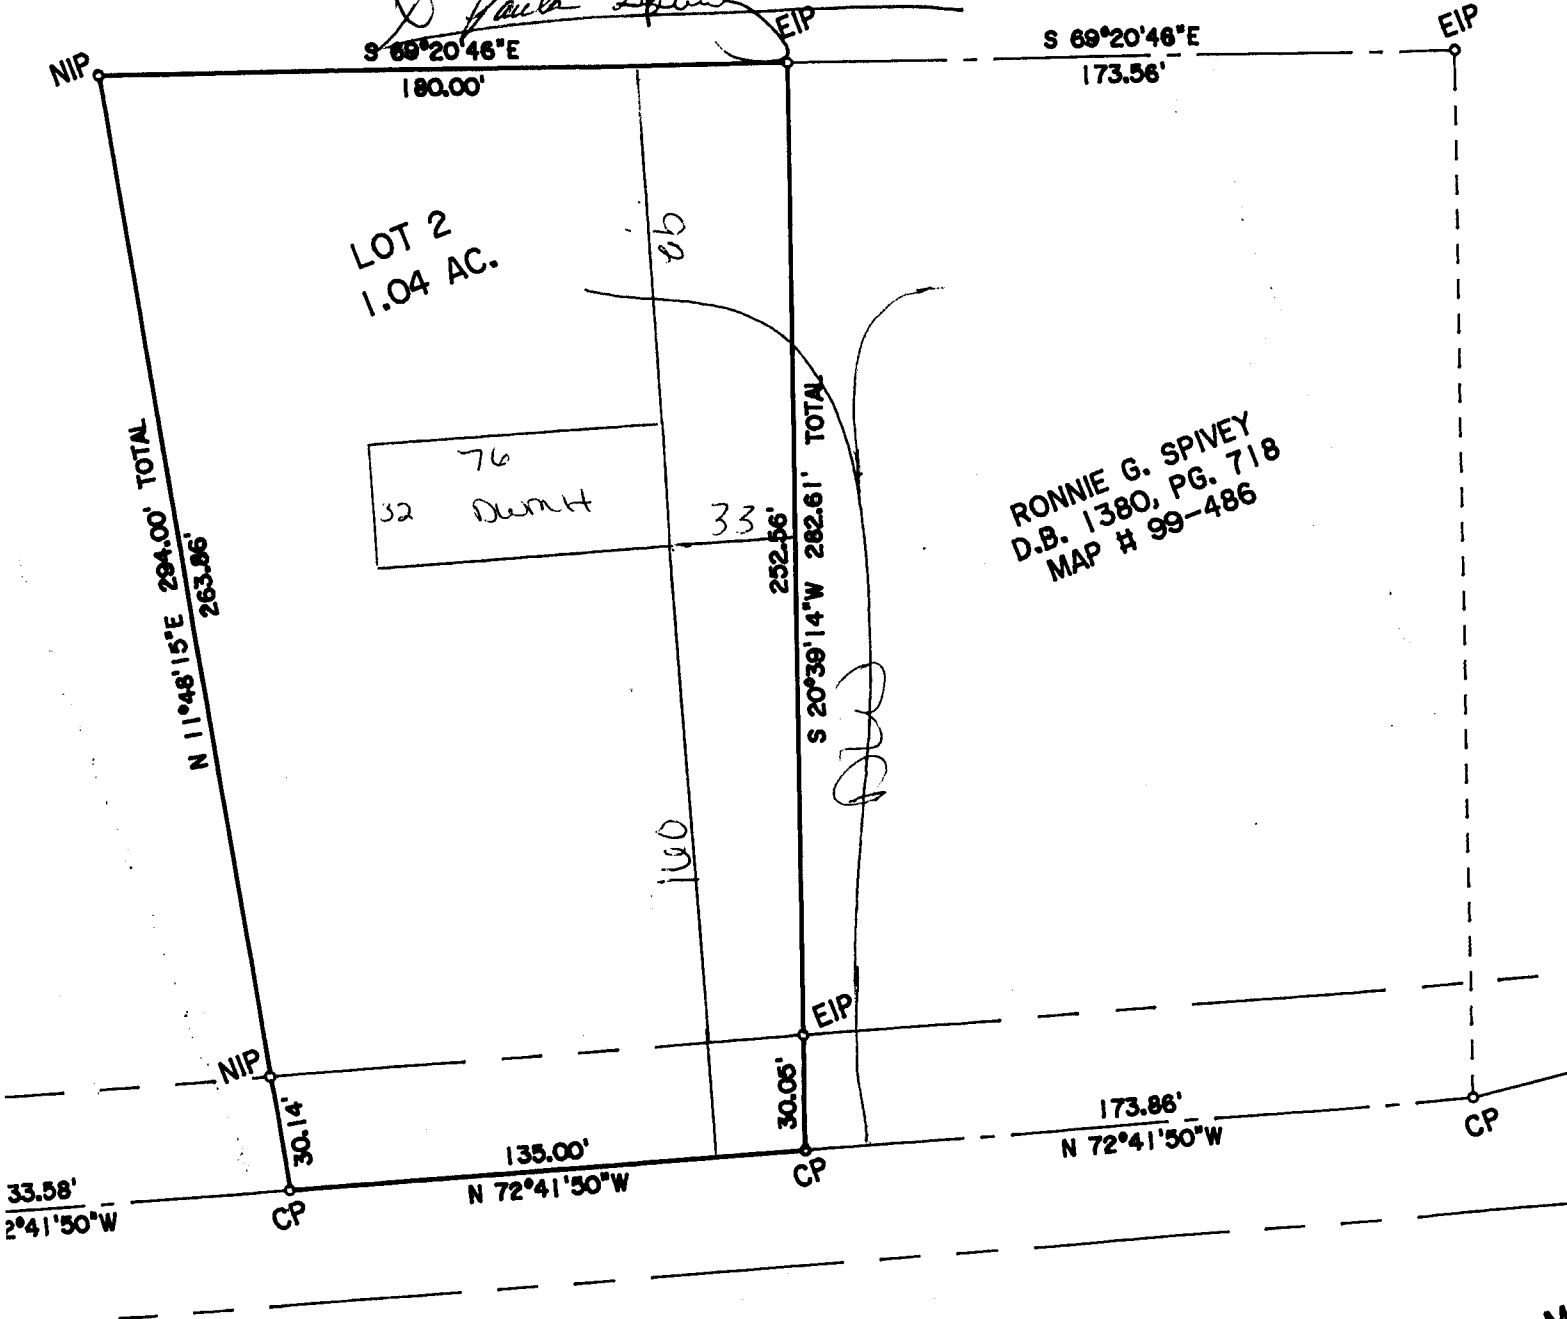 EIP
EIP
S 69°20'46"E
S 69°20'46"E
NIP
180.00'
173.56'
LOT 2
1.04 AC.
N 11°48'15"E 294.00' TOTAL
263.86'
76
32 DWMH
33
252.56'
S 20°39'14"W 282.61' TOTAL
RONNIE G. SPIVEY
D.B. 1380, PG. 718
MAP # 99-486
160
EIP
NIP
30.14'
30.05'
135.00'
N 72°41'50"W
173.86'
N 72°41'50"W
CP
CP
CP
33.58'
2°41'50"W